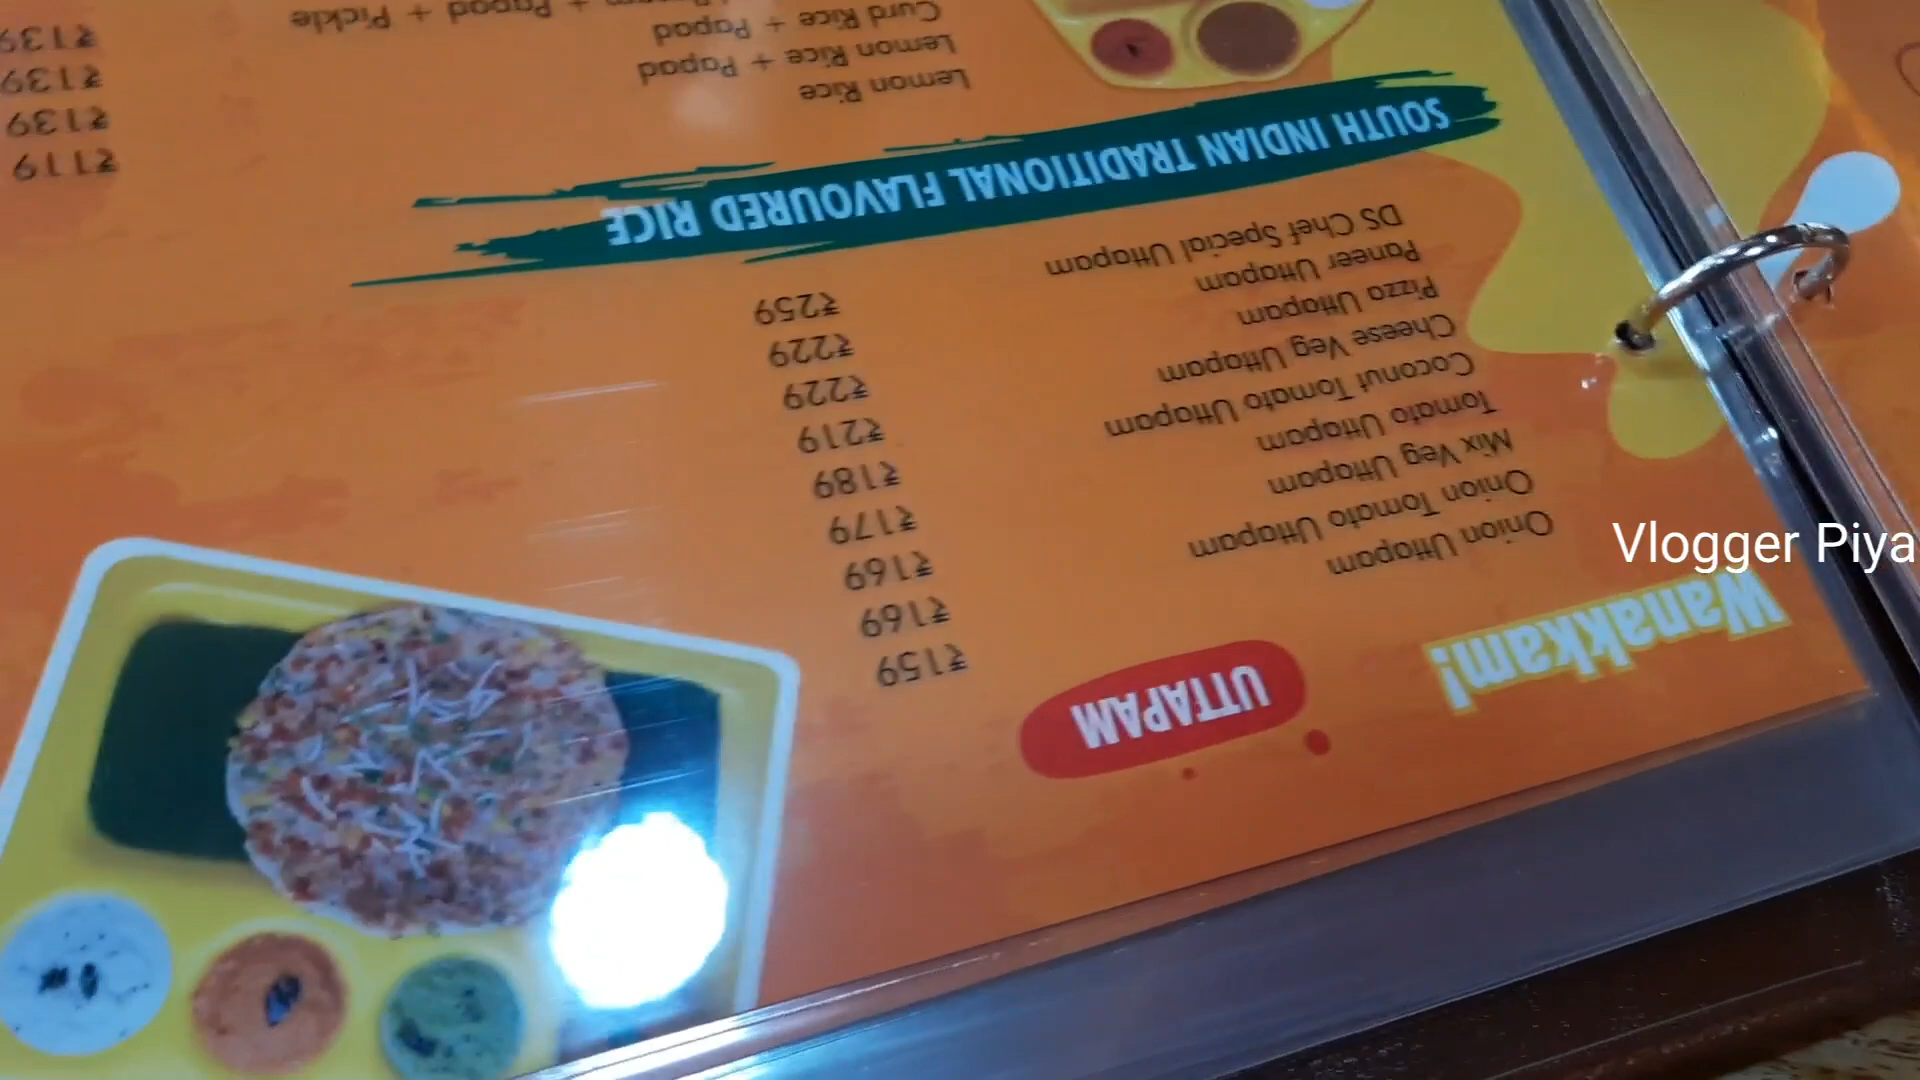 Wanakkam!
UTTAPAM
Onion Uttapam ₹159
Onion Tomato Uttapam ₹169
Mix Veg Uttapam ₹169
Tomato Uttapam ₹179
Coconut Tomato Uttapam ₹189
Cheese Veg Uttapam ₹219
Pizza Uttapam ₹229
Paneer Uttapam ₹229
DS Chef Special Uttapam ₹259
SOUTH INDIAN TRADITIONAL FLAVOURED RICE
Lemon Rice ₹119
Lemon Rice + Papad ₹139
Curd Rice + Papad ₹139
+ Papad + Pickle ₹139
Vlogger Piya